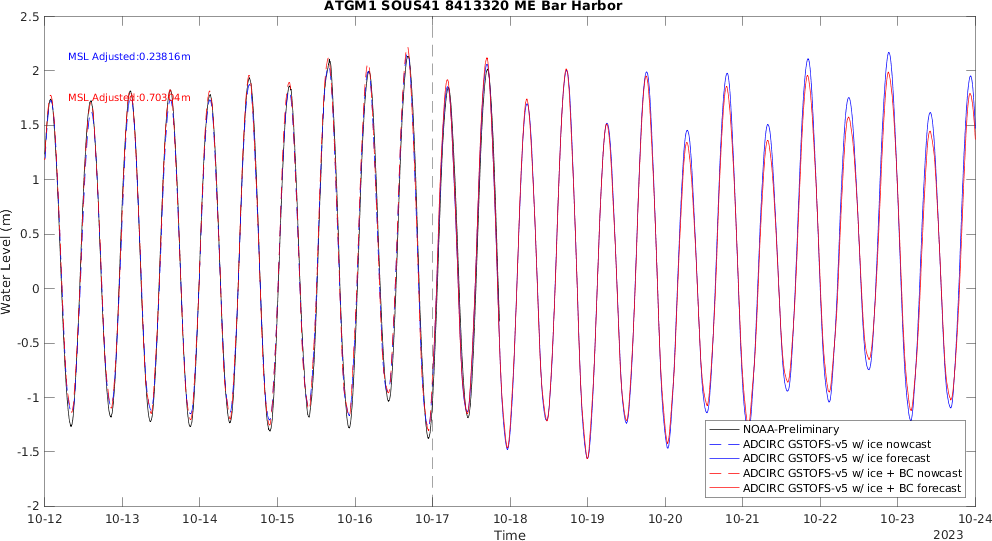 ATGM1 SOUS41 8413320 ME Bar Harbor
2.5
2
1.5
1
0.5
0
-0.5
-1
-1.5
-2
Water Level (m)
MSL Adjusted:0.23816m
MSL Adjusted:0.70304m
NOAA-Preliminary
ADCIRC GSTOFS-v5 w/ ice nowcast
ADCIRC GSTOFS-v5 w/ ice forecast
ADCIRC GSTOFS-v5 w/ ice + BC nowcast
ADCIRC GSTOFS-v5 w/ ice + BC forecast
10-12 10-13 10-14 10-15 10-16 10-17 10-18 10-19 10-20 10-21 10-22 10-23 10-24
Time
2023